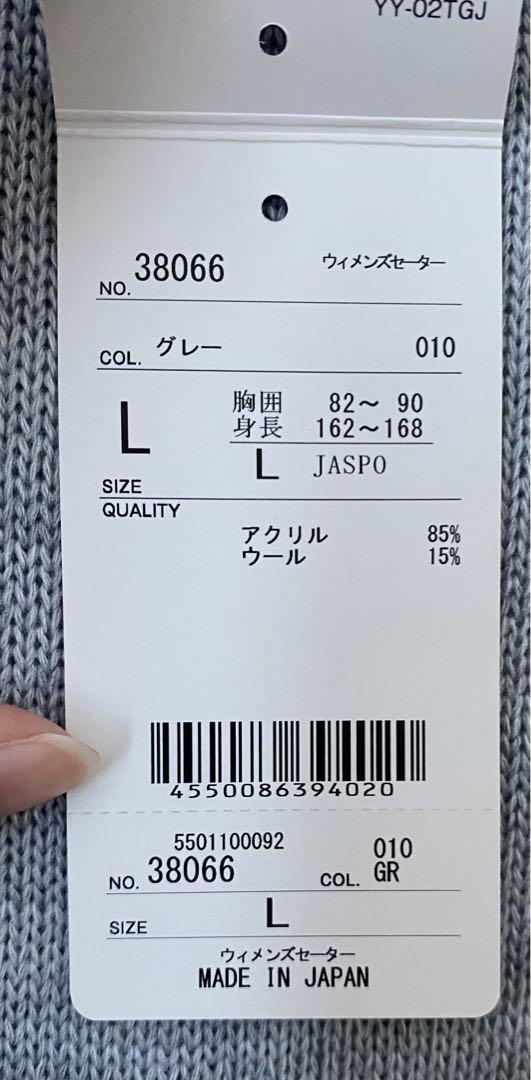 YY-02TGJ
NO. 38066 ウィメンズセーター
COL. グレー 010
胸囲 82〜 90
身長 162〜168
L
L JASPO
SIZE
QUALITY
アクリル 85%
ウール 15%
4550086394020
5501100092
NO. 38066 COL. 010 GR
SIZE L
ウィメンズセーター
MADE IN JAPAN